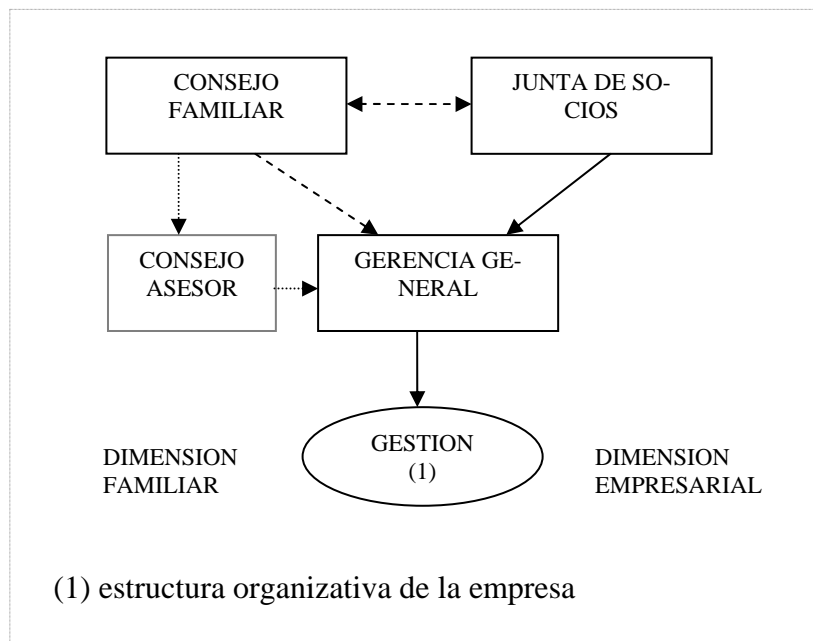 CONSEJO
FAMILIAR
JUNTA DE SO-
CIOS
CONSEJO
ASESOR
GERENCIA GE-
NERAL
GESTION
(1)
DIMENSION
FAMILIAR
DIMENSION
EMPRESARIAL
(1) estructura organizativa de la empresa